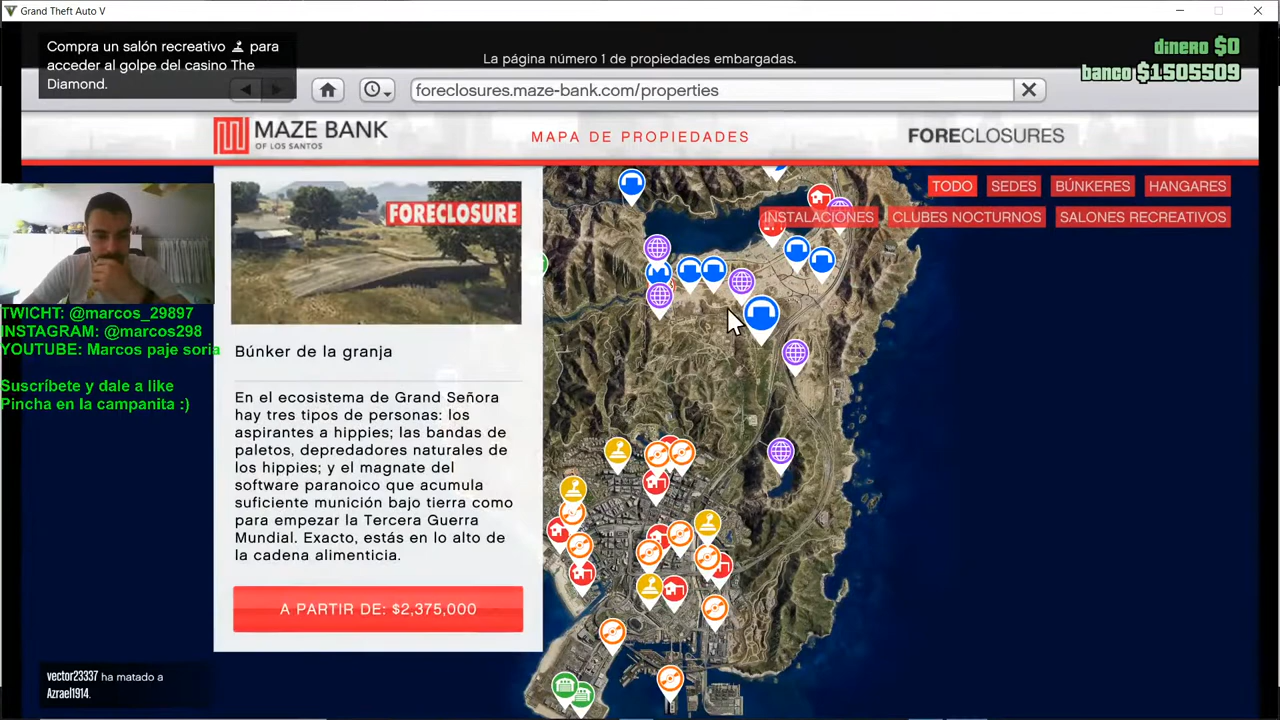 Grand Theft Auto V
Compra un salón recreativo para
acceder al golpe del casino The
Diamond.
La página número 1 de propiedades embargadas.
dinero $0
banco $1505509
foreclosures.maze-bank.com/properties
MAZE BANK
OF LOS SANTOS
MAPA DE PROPIEDADES
FORECLOSURES
TODO
SEDES
BÚNKERES
HANGARES
INSTALACIONES
CLUBES NOCTURNOS
SALONES RECREATIVOS
FORECLOSURE
TWICHT: @marcos_29897
INSTAGRAM: @marcos298
YOUTUBE: Marcos paje soria
Suscríbete y dale a like
Pincha en la campanita :)
Búnker de la granja
En el ecosistema de Grand Señora
hay tres tipos de personas: los
aspirantes a hippies; las bandas de
paletos, depredadores naturales de
los hippies; y el magnate del
software paranoico que acumula
suficiente munición bajo tierra como
para empezar la Tercera Guerra
Mundial. Exacto, estás en lo alto de
la cadena alimenticia.
A PARTIR DE: $2,375,000
vector23337 ha matado a
Azrael1914.